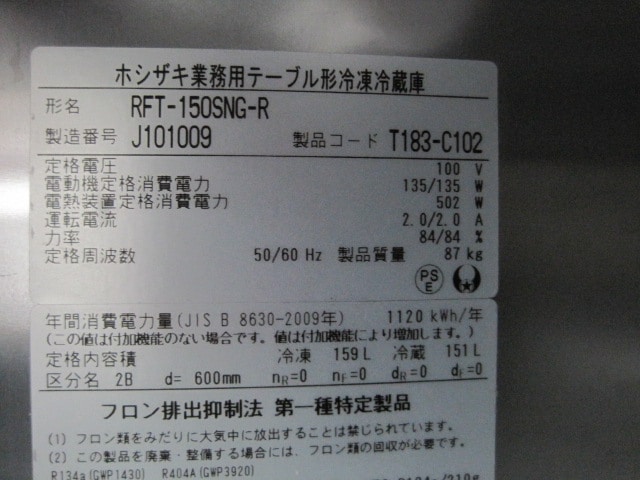 ホシザキ業務用テーブル形冷凍冷蔵庫
形名 RFT-150SNG-R
製造番号 J101009 製品コード T183-C102
定格電圧 100 V
電動機定格消費電力 135/135 W
電熱装置定格消費電力 502 W
運転電流 2.0/2.0 A
力率 84/84 %
定格周波数 50/60 Hz 製品質量 87 kg
PS
E
年間消費電力量(JIS B 8630-2009年) 1120 kWh/年
(この値は付加機能のない場合です。値は付加機能により増加します。)
定格内容積 冷凍 159 L 冷蔵 151 L
区分名 2B d= 600mm nR=0 nF=0 dR=0 dF=0
フロン排出抑制法 第一種特定製品
(1) フロン類をみだりに大気中に放出することは禁じられています。
(2) この製品を廃棄・整備する場合には、フロン類の回収が必要です。
R134a(GWP1430) R404A(GWP3920)